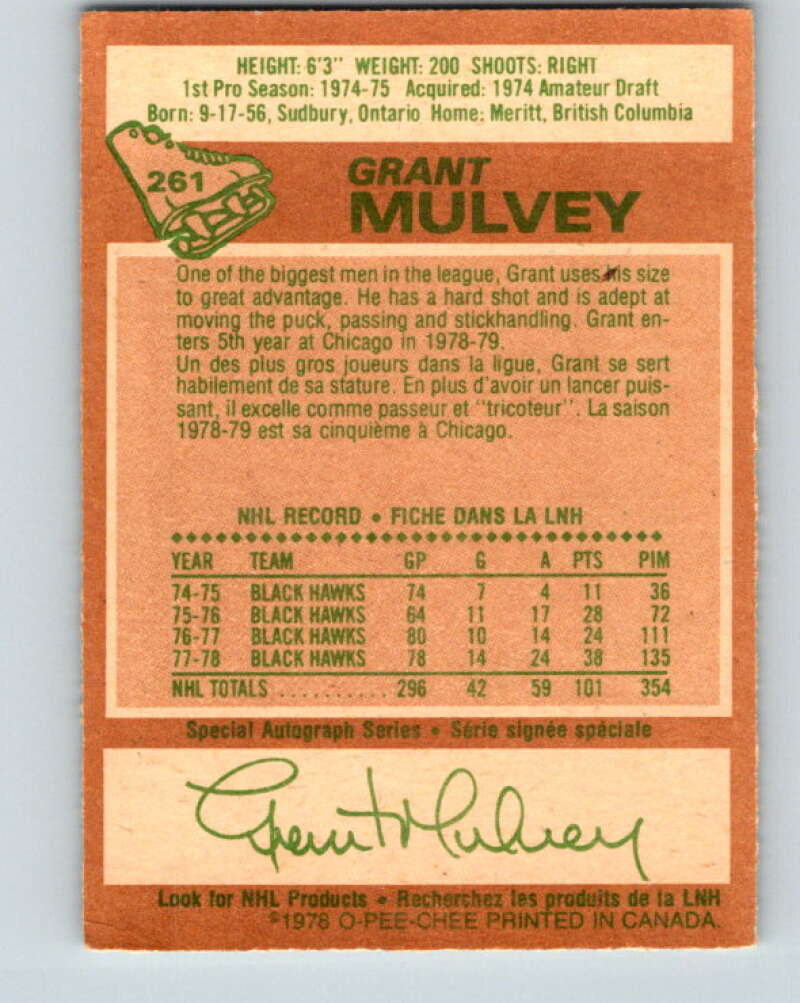 HEIGHT: 6'3" WEIGHT: 200 SHOOTS: RIGHT
1st Pro Season: 1974-75 Acquired: 1974 Amateur Draft
Born: 9-17-56, Sudbury, Ontario Home: Meritt, British Columbia
261
GRANT
MULVEY
One of the biggest men in the league, Grant uses his size
to great advantage. He has a hard shot and is adept at
moving the puck, passing and stickhandling. Grant en-
ters 5th year at Chicago in 1978-79.
Un des plus gros joueurs dans la ligue, Grant se sert
habilement de sa stature. En plus d'avoir un lancer puis-
sant, il excelle comme passeur et "tricoteur". La saison
1978-79 est sa cinquième à Chicago.
NHL RECORD • FICHE DANS LA LNH
YEAR TEAM GP G A PTS PIM
74-75 BLACK HAWKS 74 7 4 11 36
75-76 BLACK HAWKS 64 11 17 28 72
76-77 BLACK HAWKS 80 10 14 24 111
77-78 BLACK HAWKS 78 14 24 38 135
NHL TOTALS .......... 296 42 59 101 354
Special Autograph Series • Série signée spéciale
Grant Mulvey
Look for NHL Products • Recherchez les produits de la LNH
©1978 O-PEE-CHEE PRINTED IN CANADA.